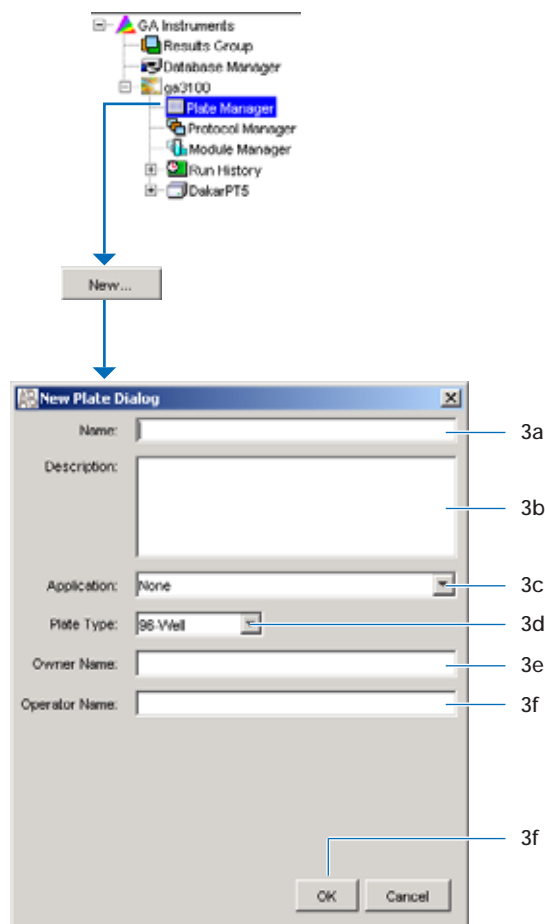 GA Instruments
Results Group
Database Manager
ga3100
Plate Manager
Protocol Manager
Module Manager
Run History
DakarPT5
New...
New Plate Dialog
Name:
3a
Description:
3b
Application: None
3c
Plate Type: 96-Well
3d
Owner Name:
3e
Operator Name:
3f
3f
OK Cancel